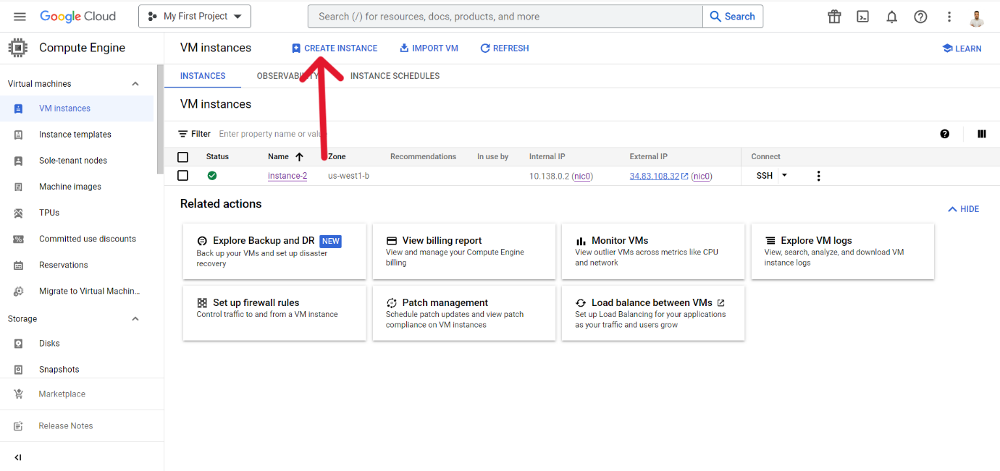 Google Cloud
My First Project
Search (/) for resources, docs, products, and more
Search
Compute Engine
VM instances
CREATE INSTANCE
IMPORT VM
REFRESH
LEARN
Virtual machines
VM instances
Instance templates
Sole-tenant nodes
Machine images
TPUs
Committed use discounts
Reservations
Migrate to Virtual Machin...
Storage
Disks
Snapshots
Marketplace
Release Notes
INSTANCES
OBSERVABILITY
INSTANCE SCHEDULES
VM instances
Filter Enter property name or value
Status Name Zone Recommendations In use by Internal IP External IP Connect
instance-2 us-west1-b 10.138.0.2 (nic0) 34.83.108.32 (nic0) SSH
Related actions
HIDE
Explore Backup and DR NEW
Back up your VMs and set up disaster
recovery
View billing report
View and manage your Compute Engine
billing
Monitor VMs
View outlier VMs across metrics like CPU
and network
Explore VM logs
View, search, analyze, and download VM
instance logs
Set up firewall rules
Control traffic to and from a VM instance
Patch management
Schedule patch updates and view patch
compliance on VM instances
Load balance between VMs
Set up Load Balancing for your applications
as your traffic and users grow